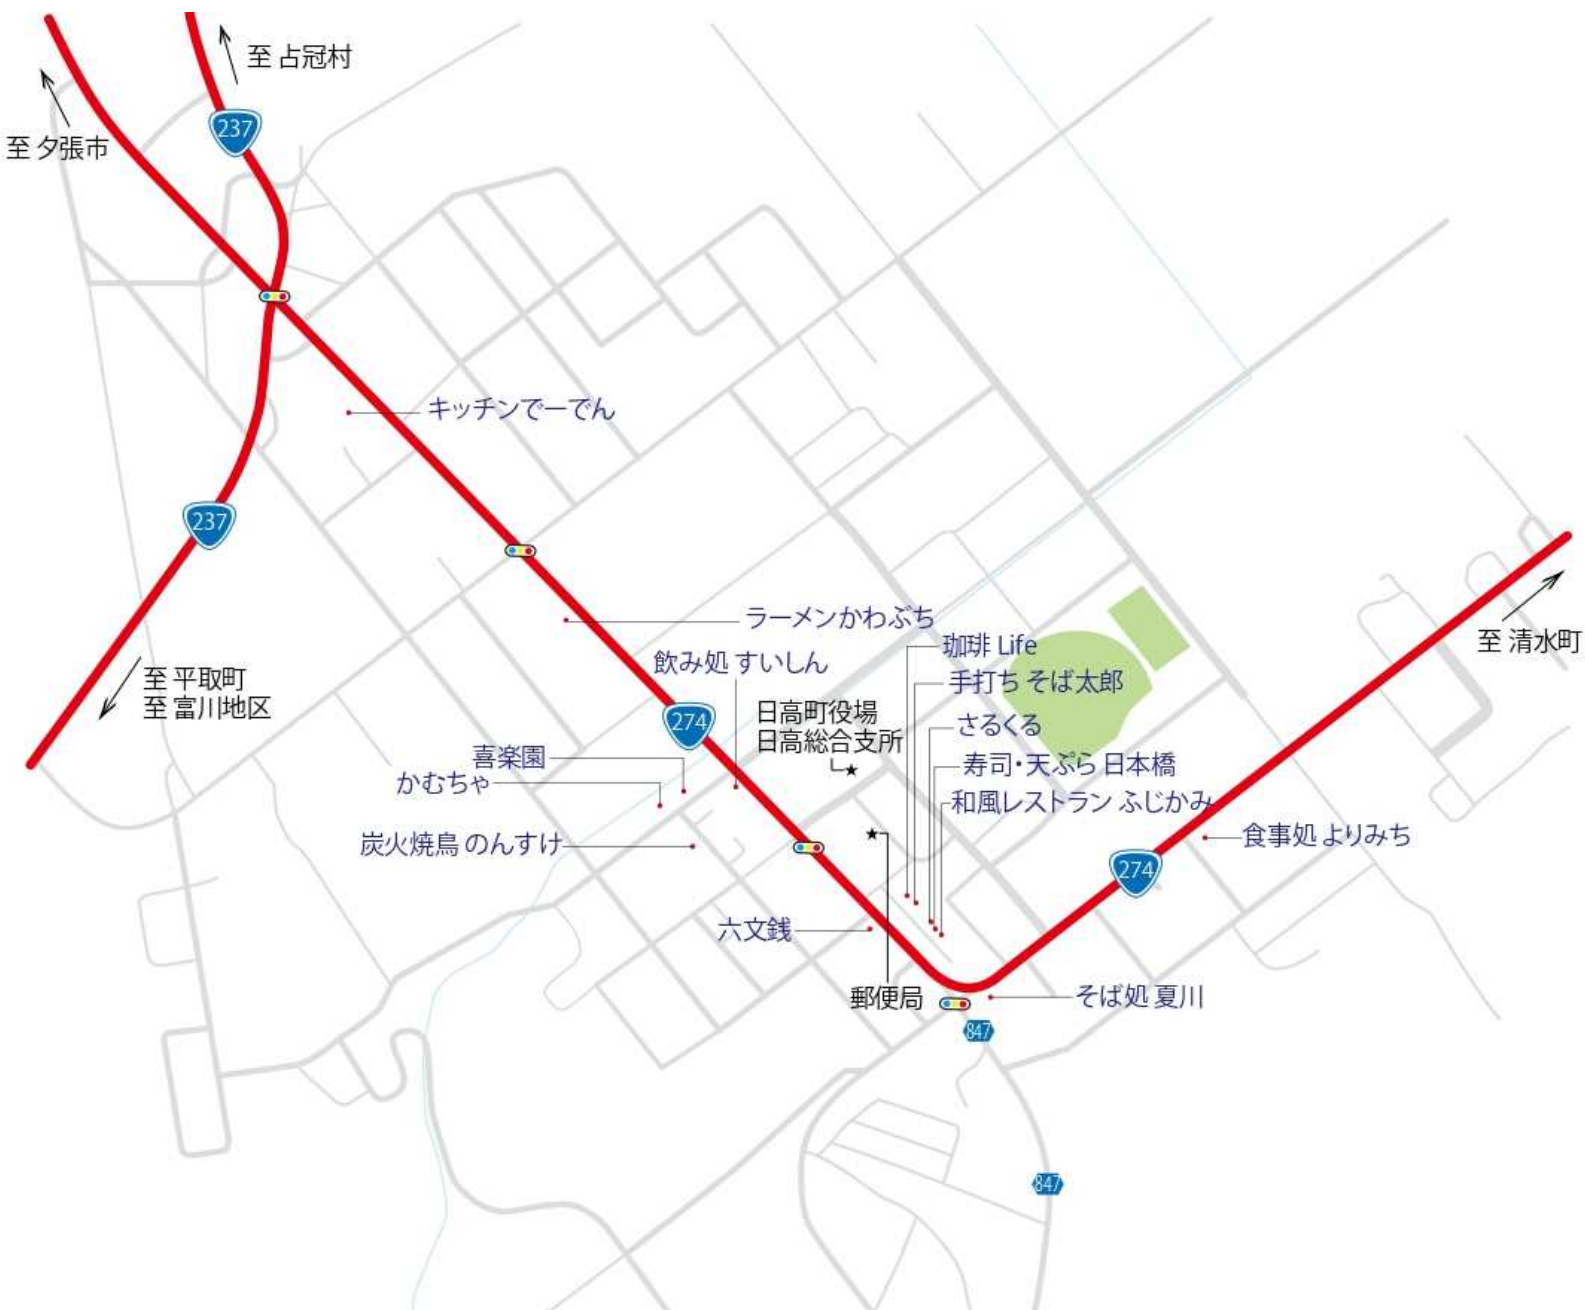 至 占冠村
237
至 夕張市
キッチンでーでん
237
ラーメンかわぶち
珈琲 Life
至 清水町
飲み処 すいしん
至 平取町
至 富川地区
手打ち そば太郎
日高町役場
日高総合支所
274
さるくる
喜楽園
寿司・天ぷら 日本橋
かむちゃ
和風レストラン ふじかみ
食事処 よりみち
炭火焼鳥 のんすけ
274
六文銭
郵便局
そば処 夏川
847
847